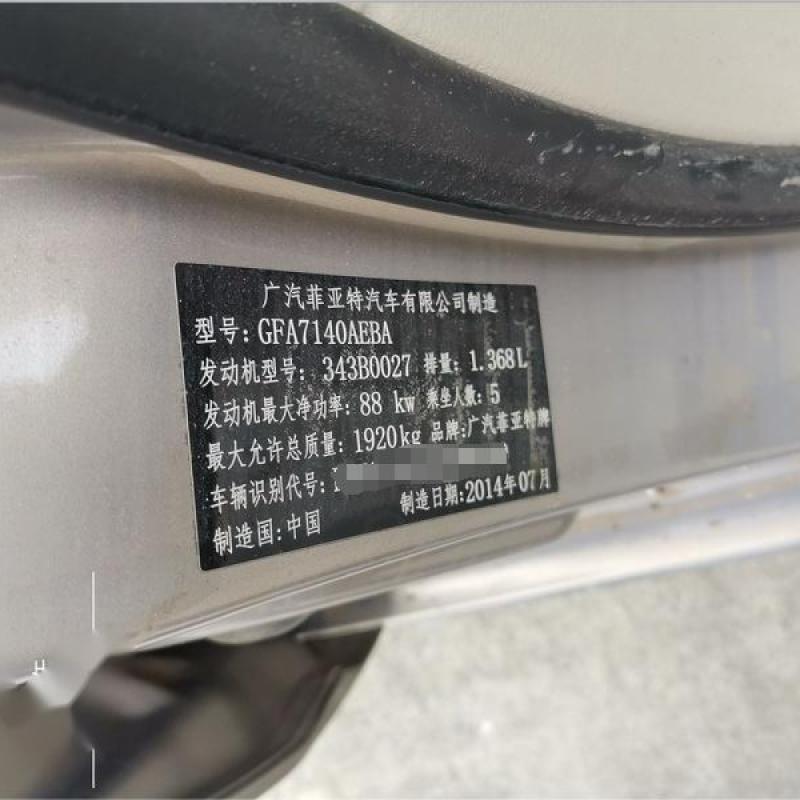 广汽菲亚特汽车有限公司制造
型号：GFA7140AEBA
发动机型号：343B0027 排量：1.368L
发动机最大净功率：88 kw 乘坐人数：5
最大允许总质量：1920kg 品牌：广汽菲亚特牌
车辆识别代号：
制造国：中国 制造日期：2014年07月
H